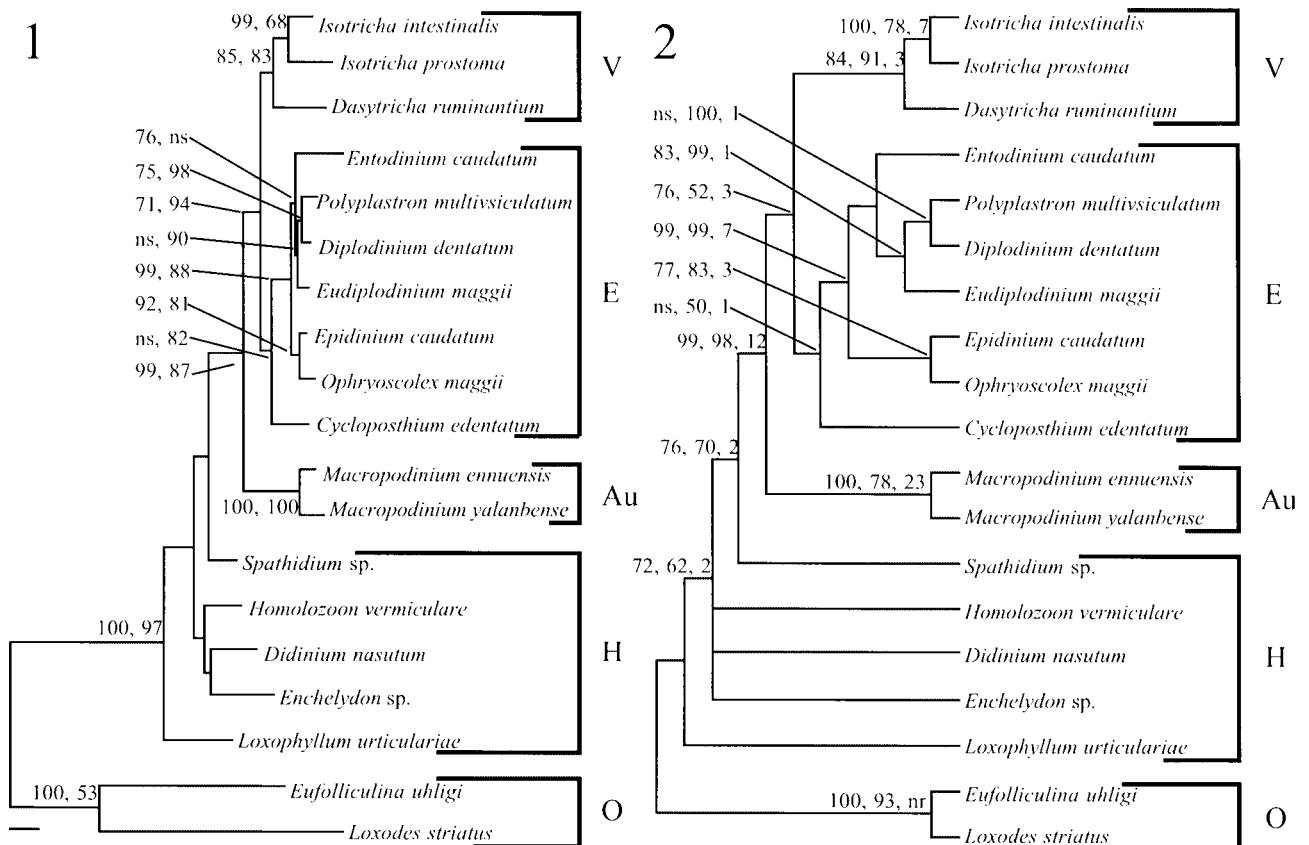 1
99, 68
Isotricha intestinalis
85, 83
Isotricha prostoma
V
Dasytricha ruminantium
76, ns
Entodinium caudatum
75, 98
Polyplastron multivsiculatum
71, 94
Diplodinium dentatum
ns, 90
Eudiplodinium maggii
E
99, 88
92, 81
Epidinium caudatum
ns, 82
Ophryoscolex maggii
99, 87
Cycloposthium edentatum
Macropodinium ennuensis
Au
100, 100
Macropodinium yalanbense
Spathidium sp.
Homolozoon vermiculare
100, 97
Didinium nasutum
H
Enchelydon sp.
Loxophyllum urticulariae
100, 53
Eufolliculina uhligi
O
Loxodes striatus
2
100, 78, 7
Isotricha intestinalis
84, 91, 3
Isotricha prostoma
V
Dasytricha ruminantium
ns, 100, 1
Entodinium caudatum
83, 99, 1
Polyplastron multivsiculatum
76, 52, 3
Diplodinium dentatum
99, 99, 7
Eudiplodinium maggii
E
77, 83, 3
ns, 50, 1
Epidinium caudatum
99, 98, 12
Ophryoscolex maggii
Cycloposthium edentatum
76, 70, 2
Macropodinium ennuensis
100, 78, 23
Au
Macropodinium yalanbense
72, 62, 2
Spathidium sp.
Homolozoon vermiculare
Didinium nasutum
H
Enchelydon sp.
Loxophyllum urticulariae
100, 93, nr
Eufolliculina uhligi
O
Loxodes striatus